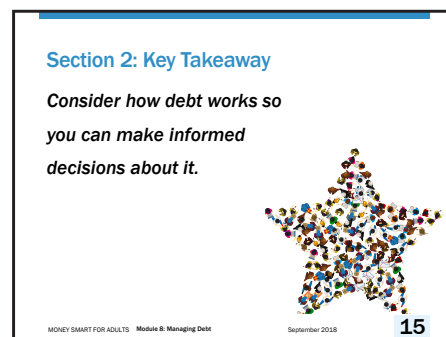 Section 2: Key Takeaway
Consider how debt works so
you can make informed
decisions about it.
MONEY SMART FOR ADULTS Module 8: Managing Debt September 2018 15